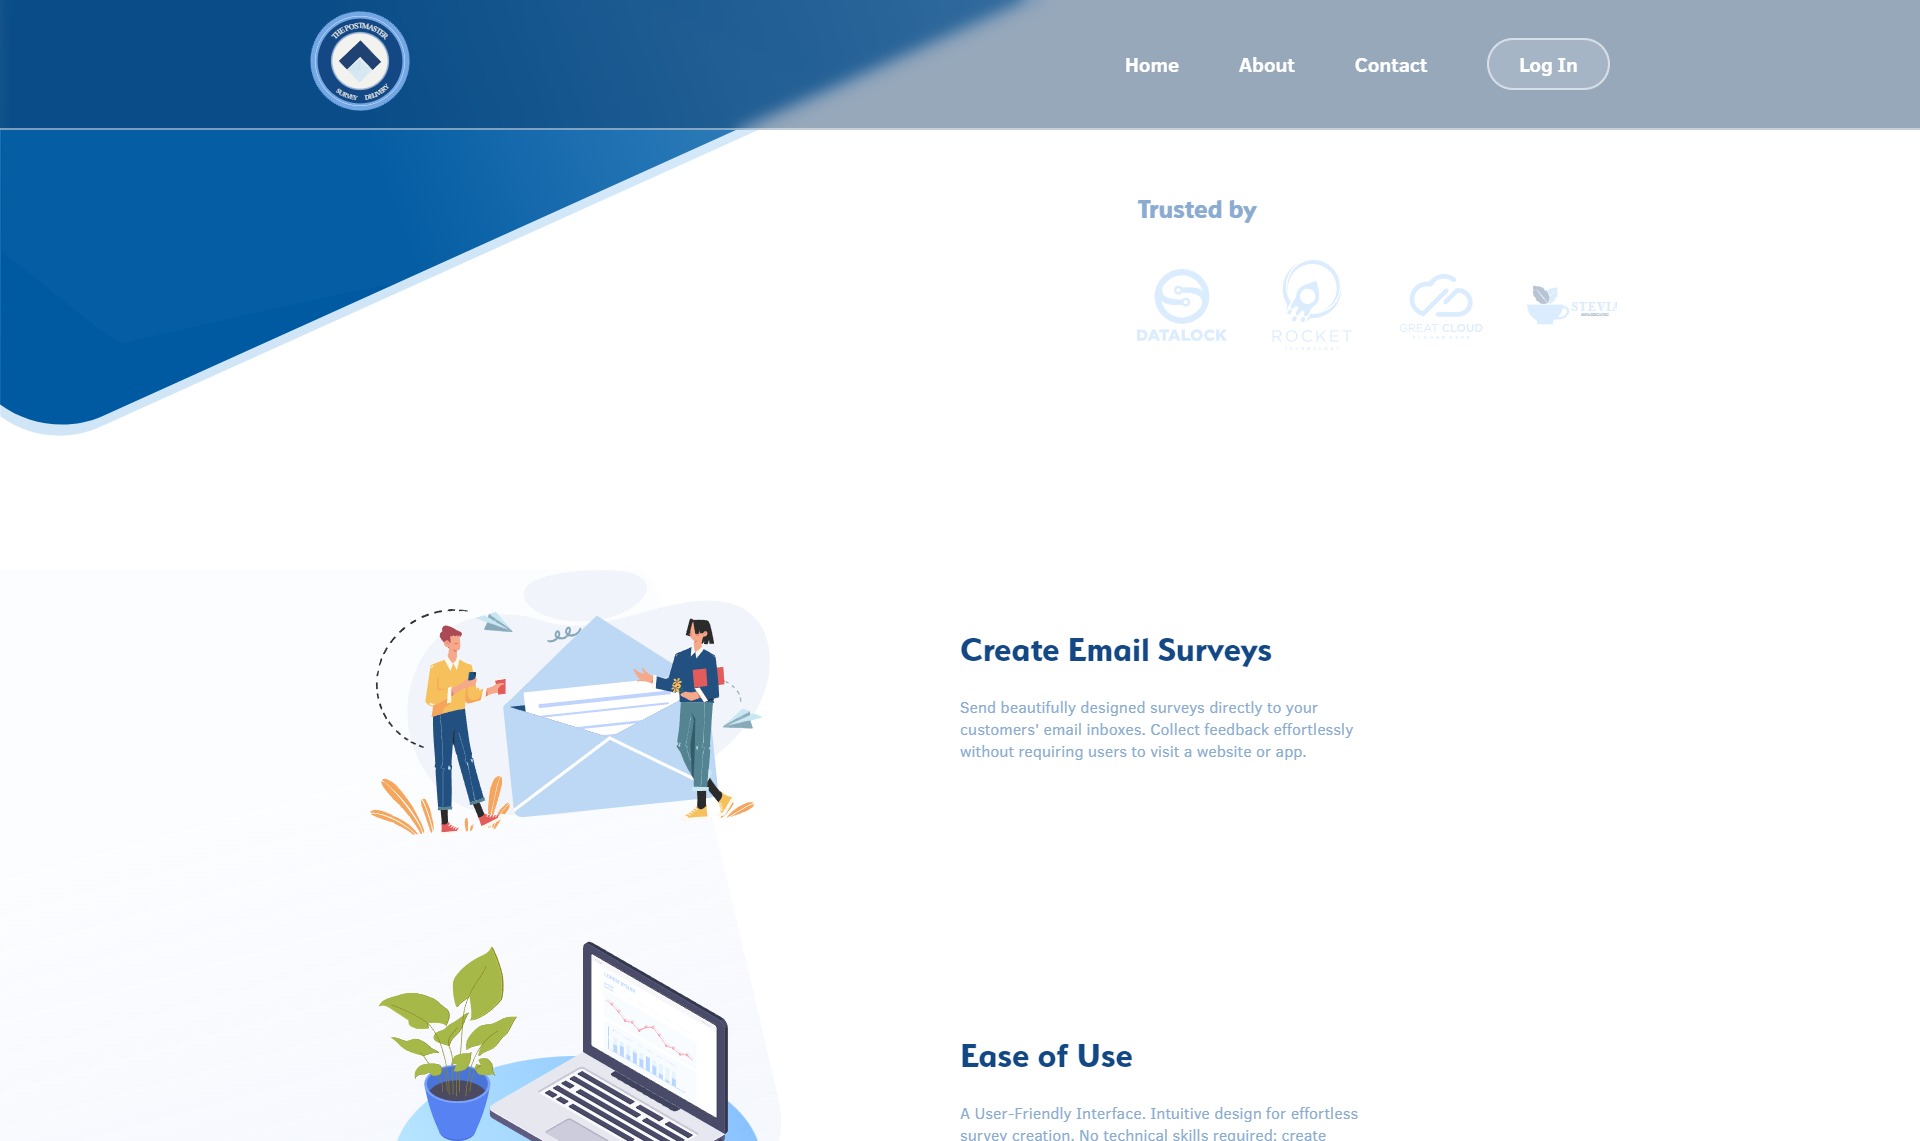 THE POSTMASTER
SURVEY DELIVERY
Home
About
Contact
Log In
Trusted by
DATALOCK
ROCKET
GREAT CLOUD
Create Email Surveys
Send beautifully designed surveys directly to your
customers' email inboxes. Collect feedback effortlessly
without requiring users to visit a website or app.
Ease of Use
A User-Friendly Interface. Intuitive design for effortless
survey creation. No technical skills required; create